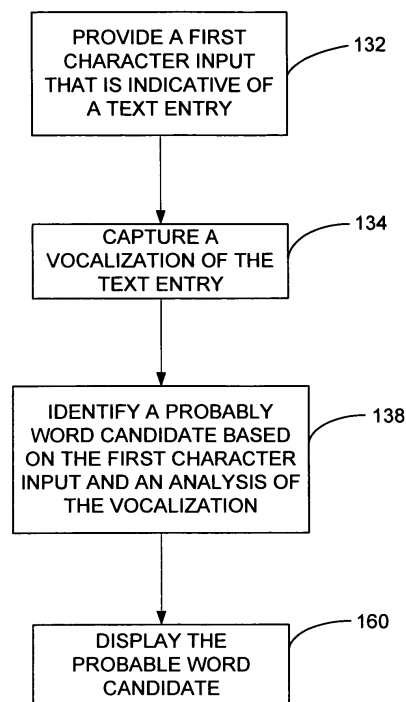 PROVIDE A FIRST
CHARACTER INPUT
THAT IS INDICATIVE OF
A TEXT ENTRY
132
CAPTURE A
VOCALIZATION OF THE
TEXT ENTRY
134
IDENTIFY A PROBABLY
WORD CANDIDATE BASED
ON THE FIRST CHARACTER
INPUT AND AN ANALYSIS OF
THE VOCALIZATION
138
DISPLAY THE
PROBABLE WORD
CANDIDATE
160